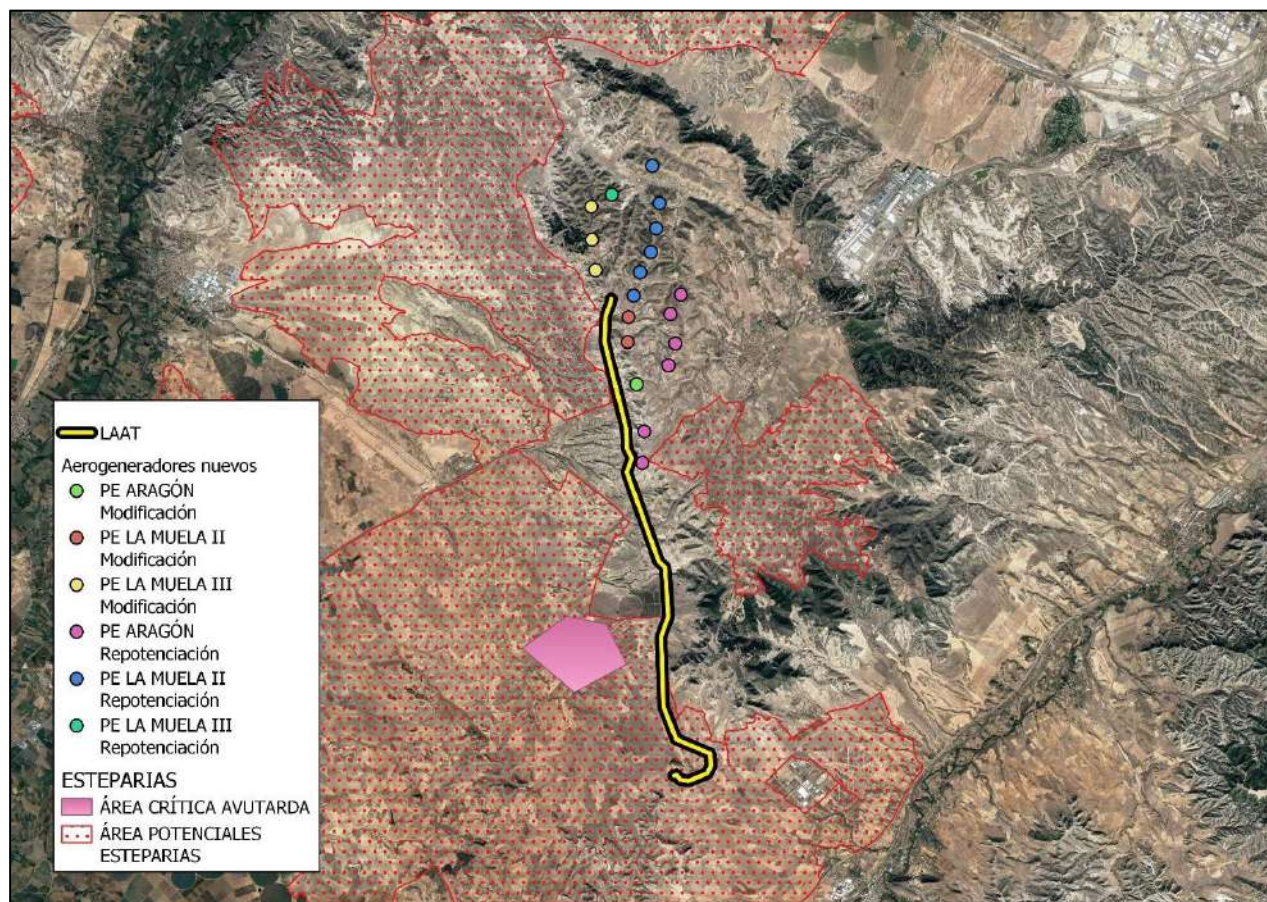 LAAT
Aerogeneradores nuevos
PE ARAGÓN
Modificación
PE LA MUELA II
Modificación
PE LA MUELA III
Modificación
PE ARAGÓN
Repotenciación
PE LA MUELA II
Repotenciación
PE LA MUELA III
Repotenciación
ESTEPARIAS
ÁREA CRÍTICA AVUTARDA
ÁREA POTENCIALES
ESTEPARIAS